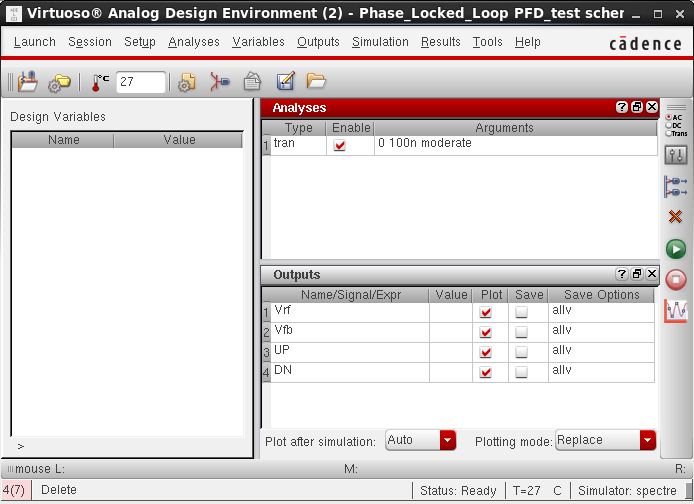 Virtuoso® Analog Design Environment (2) - Phase_Locked_Loop PFD_test schem
Launch Session Setup Analyses Variables Outputs Simulation Results Tools Help
cādence
°C 27
Design Variables
Name Value
>
Analyses
Type Enable Arguments
1 tran 0 100n moderate
Outputs
Name/Signal/Expr Value Plot Save Save Options
1 Vrf allv
2 Vfb allv
3 UP allv
4 DN allv
Plot after simulation: Auto Plotting mode: Replace
AC
DC
Trans
mouse L: M: R:
4(7) Delete Status: Ready T=27 C Simulator: spectre